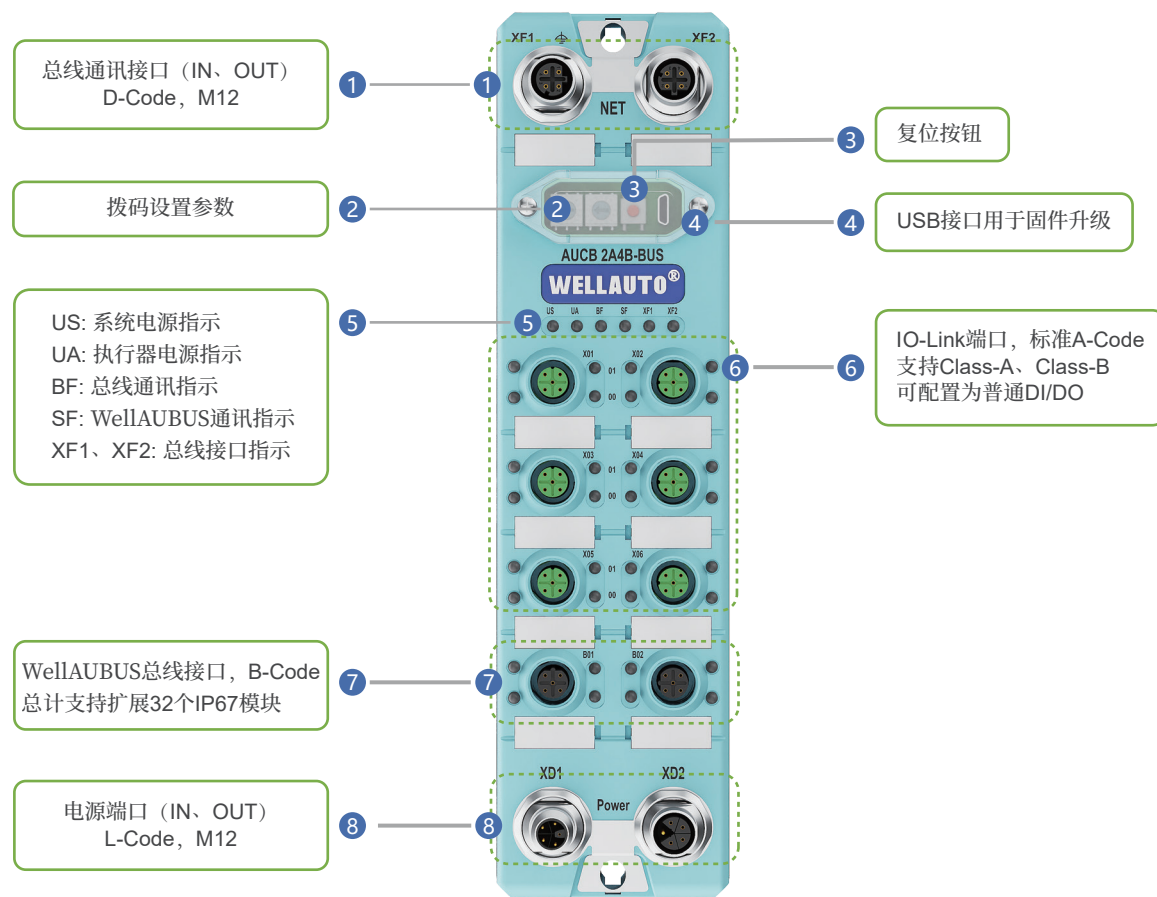 总线通讯接口（IN、OUT）
D-Code，M12
1
拨码设置参数
2
US: 系统电源指示
UA: 执行器电源指示
BF: 总线通讯指示
SF: WellAUBUS通讯指示
XF1、XF2: 总线接口指示
5
WellAUBUS总线接口，B-Code
总计支持扩展32个IP67模块
7
电源端口（IN、OUT）
L-Code，M12
8
XF1 XF2
1
NET
3
2
4
AUCB 2A4B-BUS
WELLAUTO®
US UA BF SF XF1 XF2
5
X01 X02
01
6
00
X03 X04
01
00
X05 X06
01
00
B01 B02
7
XD1 XD2
Power
8
3
复位按钮
4
USB接口用于固件升级
6
IO-Link端口，标准A-Code
支持Class-A、Class-B
可配置为普通DI/DO